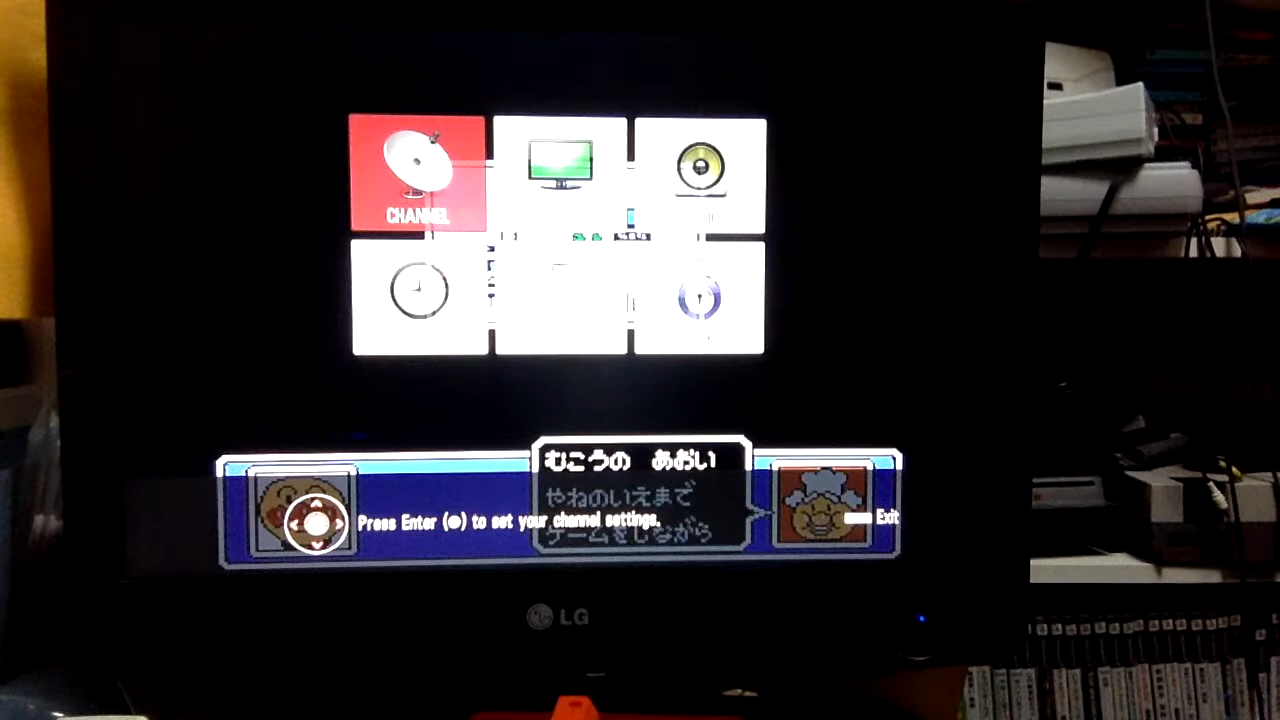 CHANNEL
むこうの　あおい
やねのいえまで
ゲームをしながら
Press Enter (◉) to set your channel settings.
Exit
LG